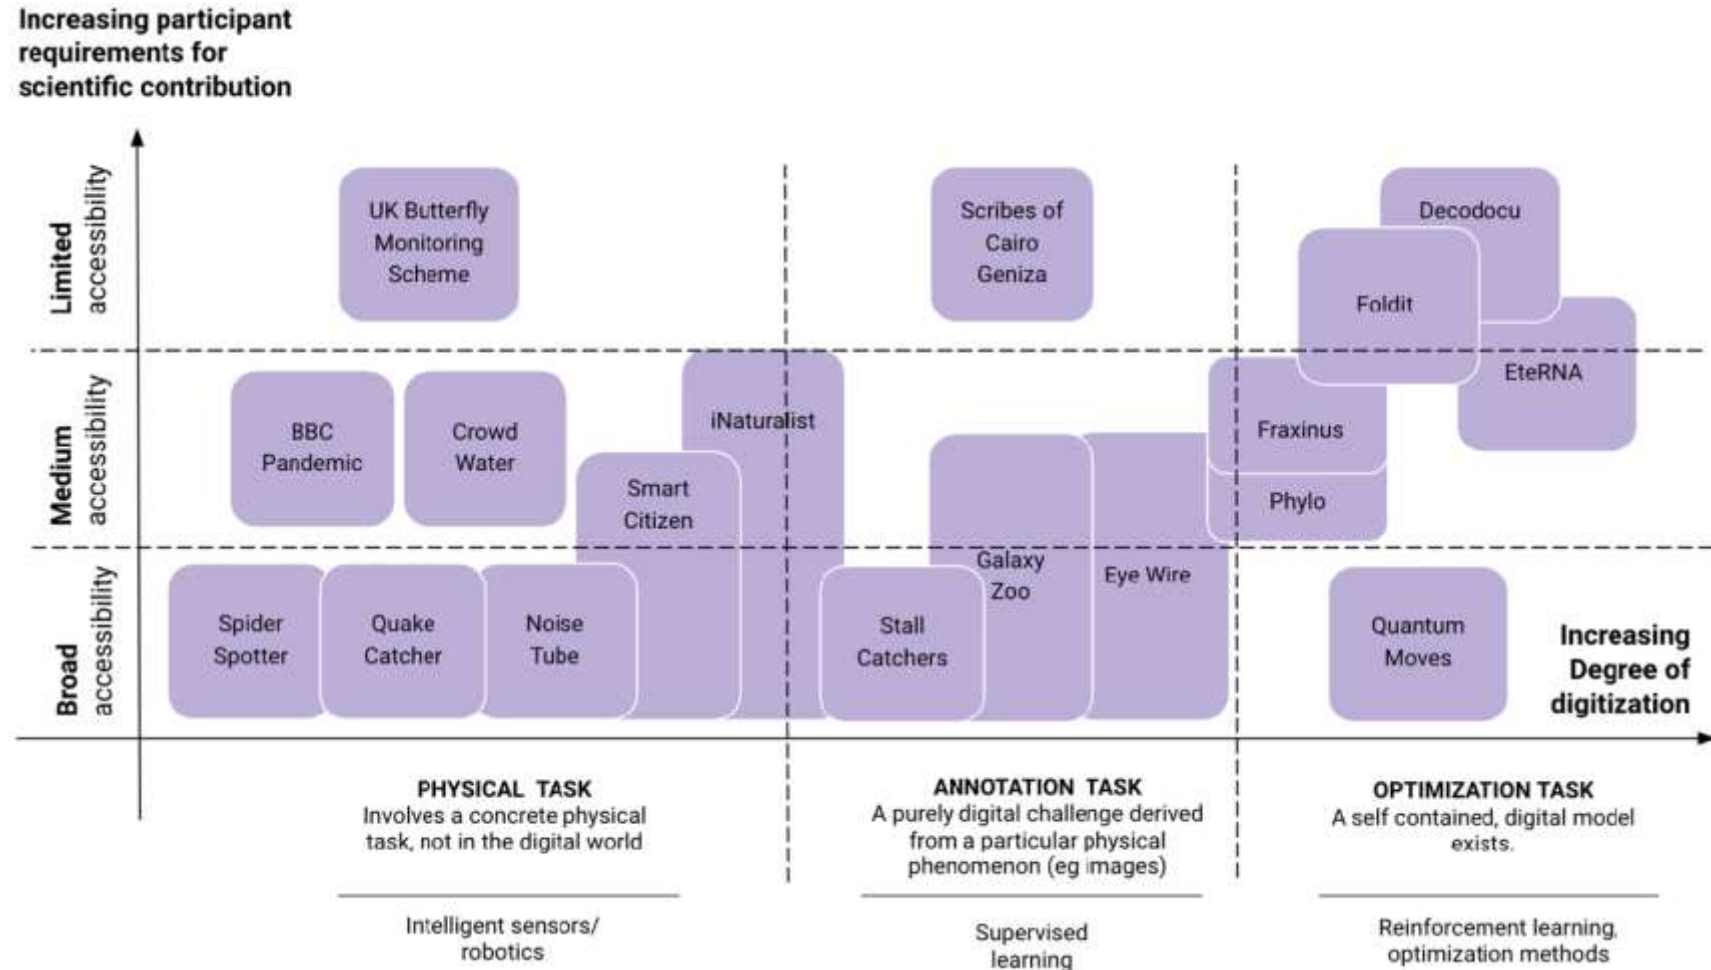 Increasing participant
requirements for
scientific contribution
Limited
accessibility
UK Butterfly
Monitoring
Scheme
Scribes of
Cairo
Geniza
Decodocu
Foldit
EteRNA
Medium
accessibility
BBC
Pandemic
Crowd
Water
iNaturalist
Smart
Citizen
Fraxinus
Phylo
Broad
accessibility
Spider
Spotter
Quake
Catcher
Noise
Tube
Stall
Catchers
Galaxy
Zoo
Eye Wire
Quantum
Moves
Increasing
Degree of
digitization
PHYSICAL TASK
Involves a concrete physical
task, not in the digital world
Intelligent sensors/
robotics
ANNOTATION TASK
A purely digital challenge derived
from a particular physical
phenomenon (eg images)
Supervised
learning
OPTIMIZATION TASK
A self contained, digital model
exists.
Reinforcement learning,
optimization methods